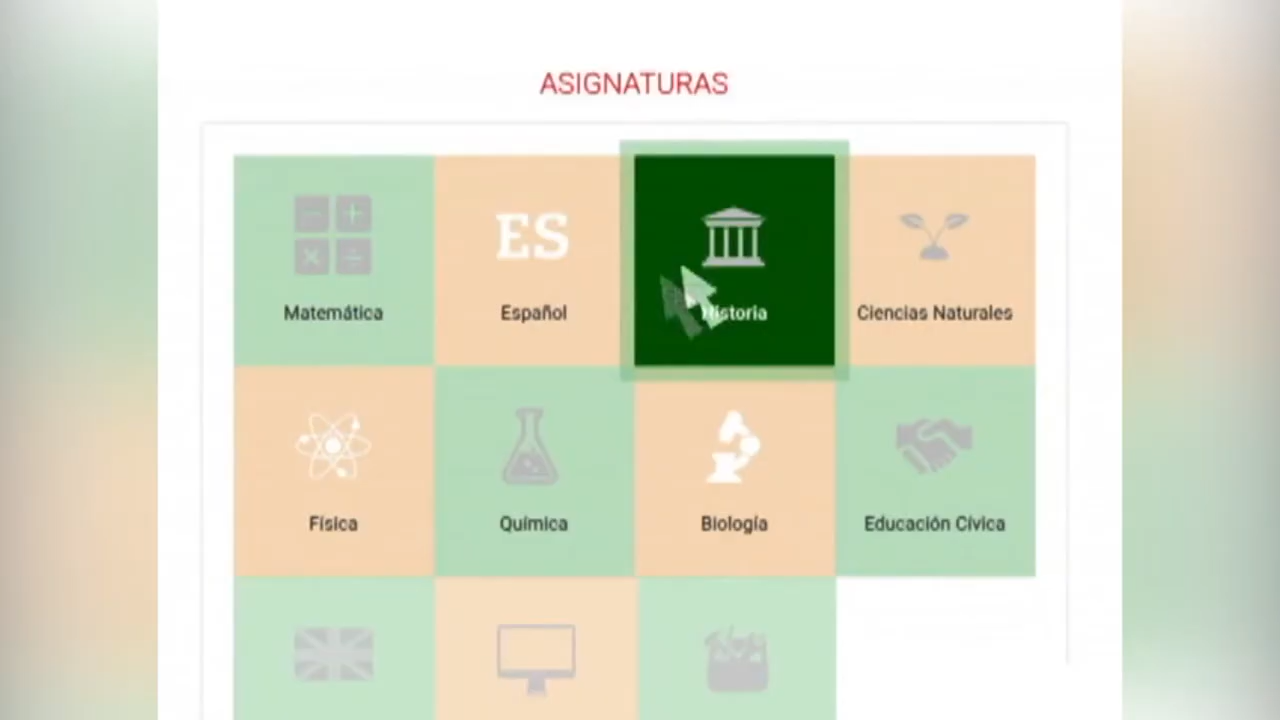 ASIGNATURAS
ES
Matemática
Español
Historia
Ciencias Naturales
Física
Química
Biología
Educación Cívica